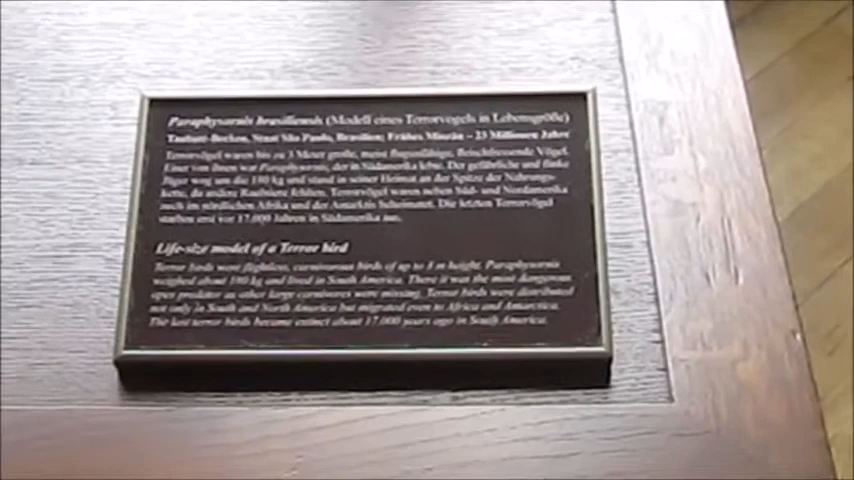 Paraphysornis brasiliensis (Modell eines Terrorvogels in Lebensgröße)
Taubaté-Becken, Staat São Paulo, Brasilien; Frühes Miozän - 23 Millionen Jahre
Terrorvögel waren bis zu 3 Meter große, meist flugunfähige, fleischfressende Vögel.
Einer von ihnen war Paraphysornis, der in Südamerika lebte. Der gefährliche und flinke
Jäger wog um die 180 kg und stand in seiner Heimat an der Spitze der Nahrungs-
kette, da andere Raubtiere fehlten. Terrorvögel waren neben Süd- und Nordamerika
auch im nördlichen Afrika und der Antarktis beheimatet. Die letzten Terrorvögel
starben erst vor 17.000 Jahren in Südamerika aus.
Life-size model of a Terror bird
Terror birds were flightless, carnivorous birds of up to 3 m height. Paraphysornis
weighed about 180 kg and lived in South America. There it was the most dangerous
apex predator as other large carnivores were missing. Terror birds were distributed
not only in South and North America but migrated even to Africa and Antarctica.
The last terror birds became extinct about 17,000 years ago in South America.